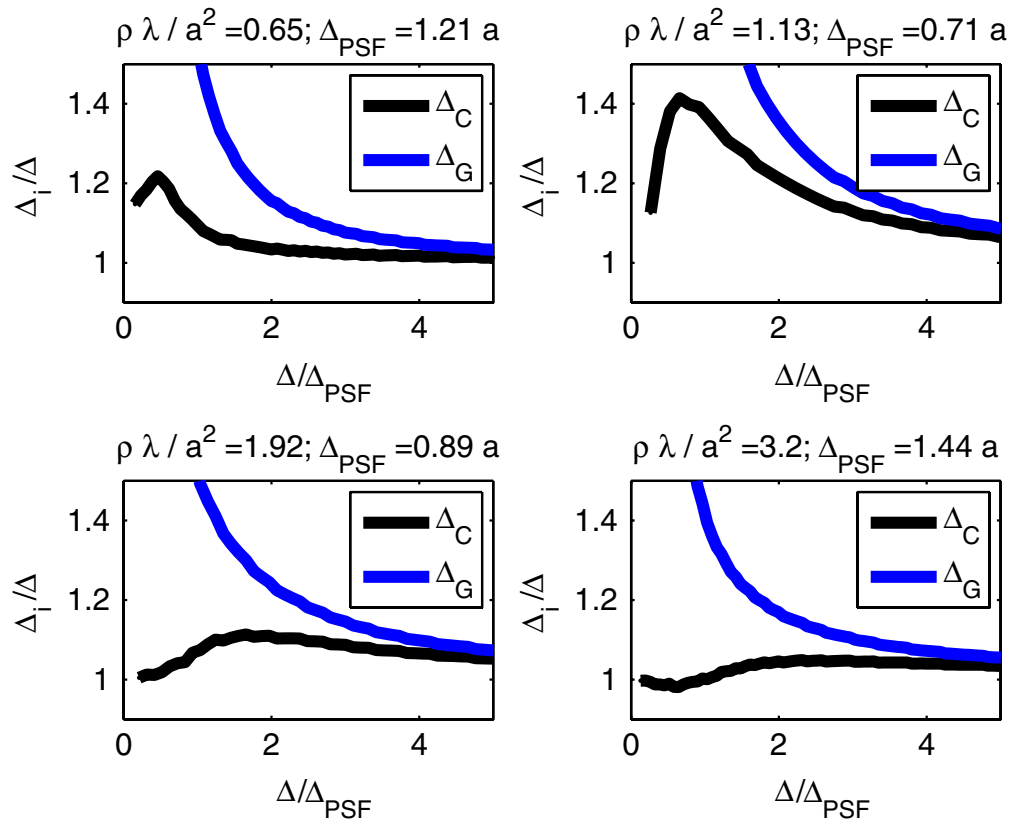 ρ λ / a² =0.65; Δ_PSF =1.21 a
Δ_i/Δ
1.4
1.2
1
Δ_C
Δ_G
0 2 4
Δ/Δ_PSF
ρ λ / a² =1.13; Δ_PSF =0.71 a
Δ_i/Δ
1.4
1.2
1
Δ_C
Δ_G
0 2 4
Δ/Δ_PSF
ρ λ / a² =1.92; Δ_PSF =0.89 a
Δ_i/Δ
1.4
1.2
1
Δ_C
Δ_G
0 2 4
Δ/Δ_PSF
ρ λ / a² =3.2; Δ_PSF =1.44 a
Δ_i/Δ
1.4
1.2
1
Δ_C
Δ_G
0 2 4
Δ/Δ_PSF